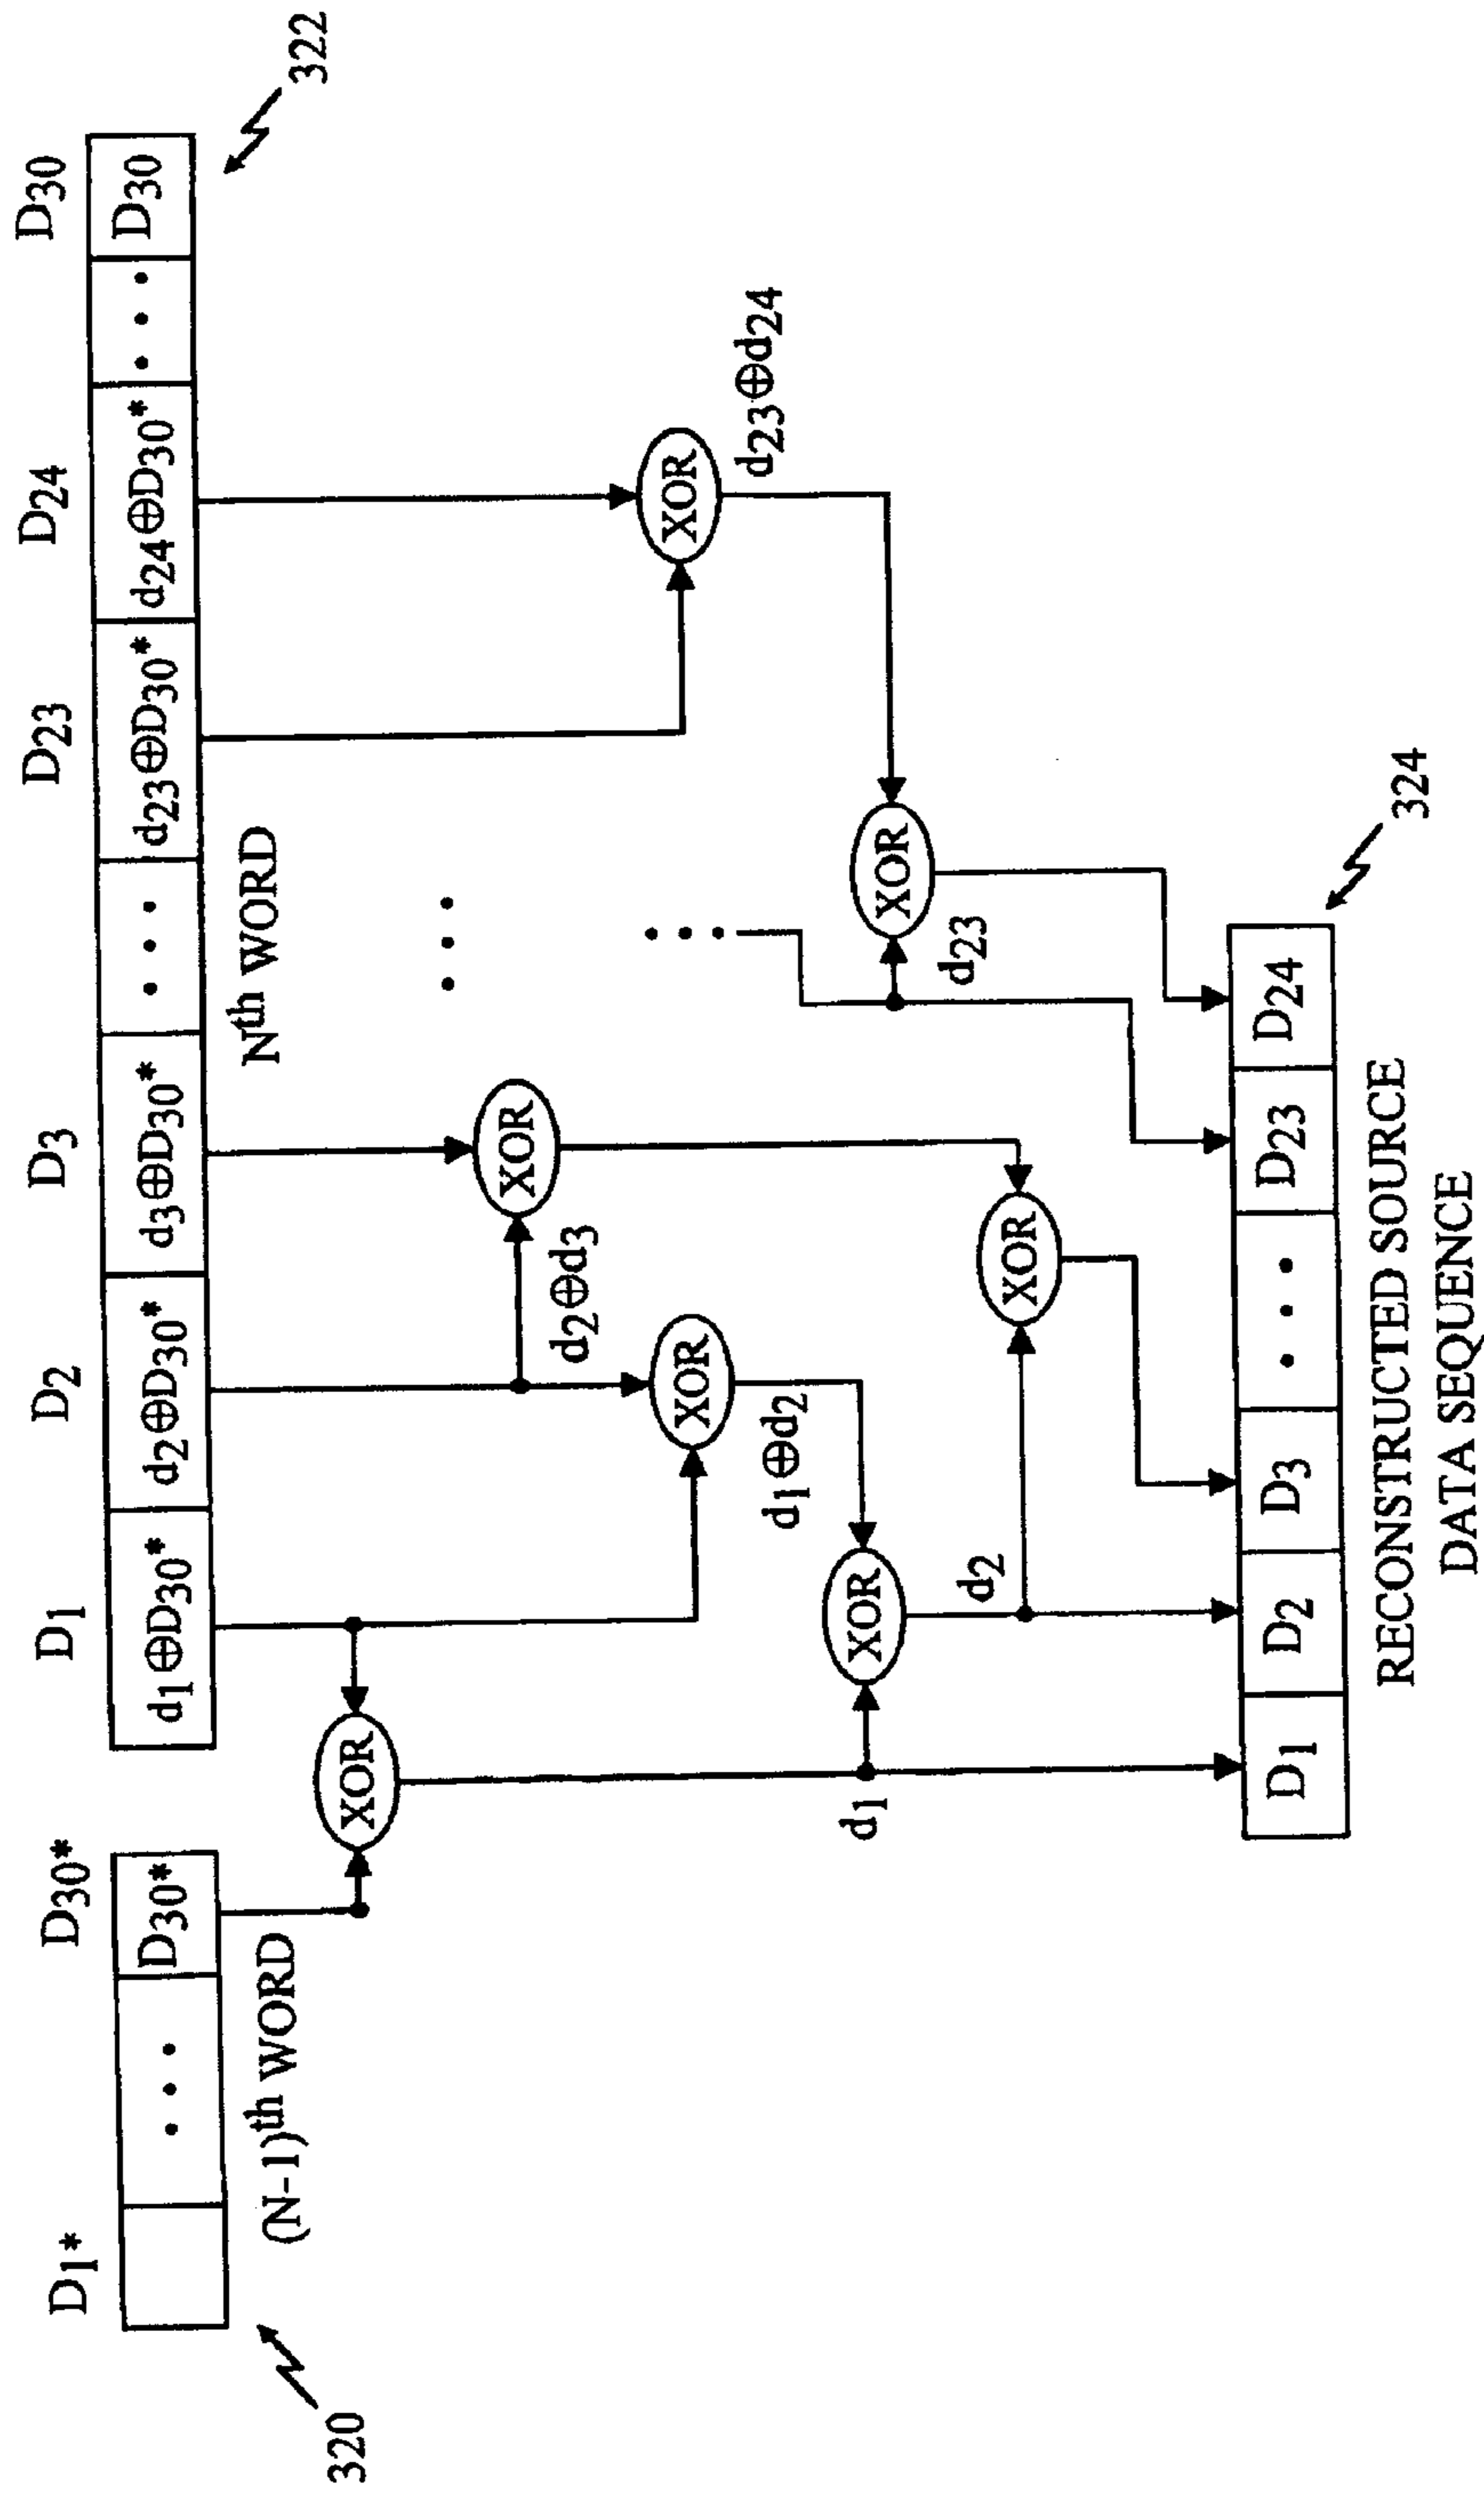 D1* D30* D1 D2 D3 D23 D24 D30
D30* d1⊕D30* d2⊕D30* d3⊕D30* • • • d23⊕D30* d24⊕D30* • • • D30
• • •
320
(N-1)th WORD
Nth WORD
322
XOR
XOR
d2⊕d3
• • •
XOR
XOR
d1⊕d2
• • •
d23⊕d24
d1
XOR
XOR
d2
d23
XOR
324
D1 D2 D3 • • • D23 D24
RECONSTRUCTED SOURCE
DATA SEQUENCE